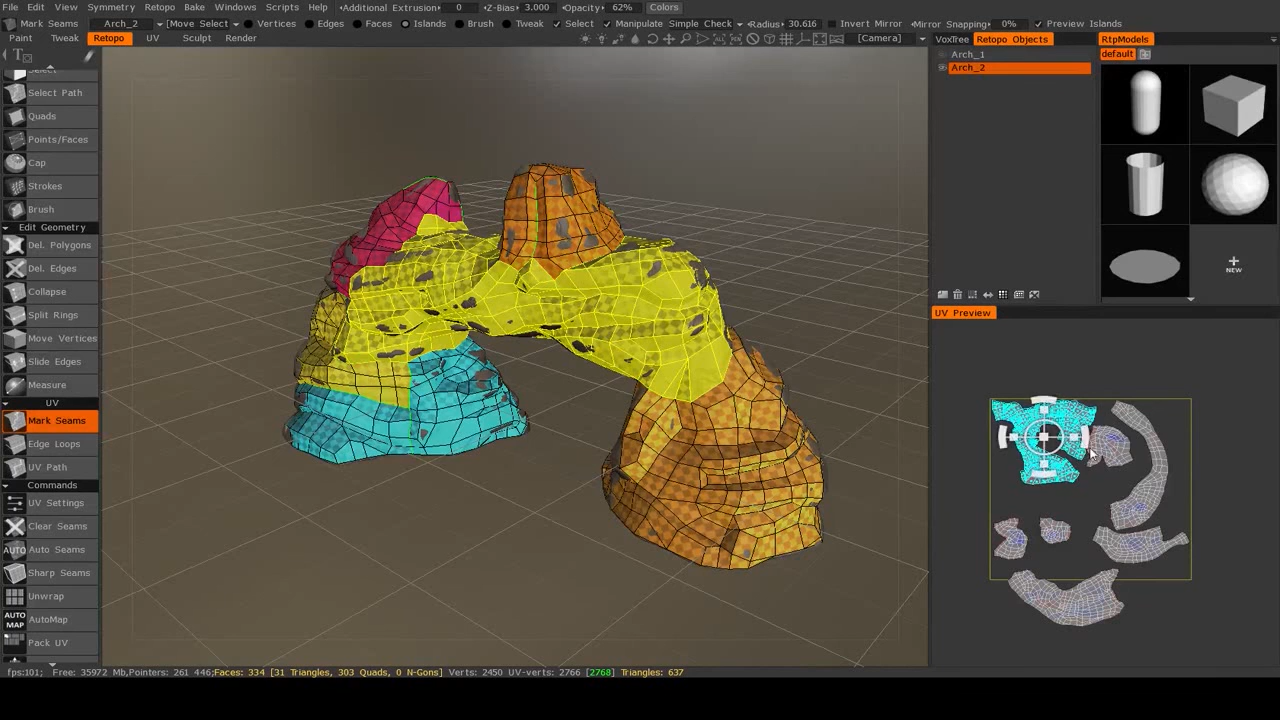 File Edit View Symmetry Retopo Bake Windows Scripts Help Additional Extrusion 0 Z-Bias 3.000 Opacity 62% Colors
Mark Seams Arch_2 [Move Select] Vertices Edges Faces Islands Brush Tweak Select Manipulate Simple Check Radius 30.616 Invert Mirror Mirror Snapping 0% Preview Islands
Paint Tweak Retopo UV Sculpt Render [Camera] VoxTree Retopo Objects RtpModels
Arch_1 default
Arch_2
Select
Select Path
Quads
Points/Faces
Cap
Strokes
Brush
Edit Geometry
Del. Polygons
Del. Edges
Collapse
NEW
Split Rings
UV Preview
Move Vertices
Slide Edges
Measure
UV
Mark Seams
Edge Loops
UV Path
Commands
UV Settings
Clear Seams
AUTO Auto Seams
Sharp Seams
Unwrap
AUTO MAP AutoMap
Pack UV
fps:101; Free: 35972 Mb,Pointers: 261 446;Faces: 334 [31 Triangles, 303 Quads, 0 N-Gons] Verts: 2450 UV-verts: 2766 [2768] Triangles: 637